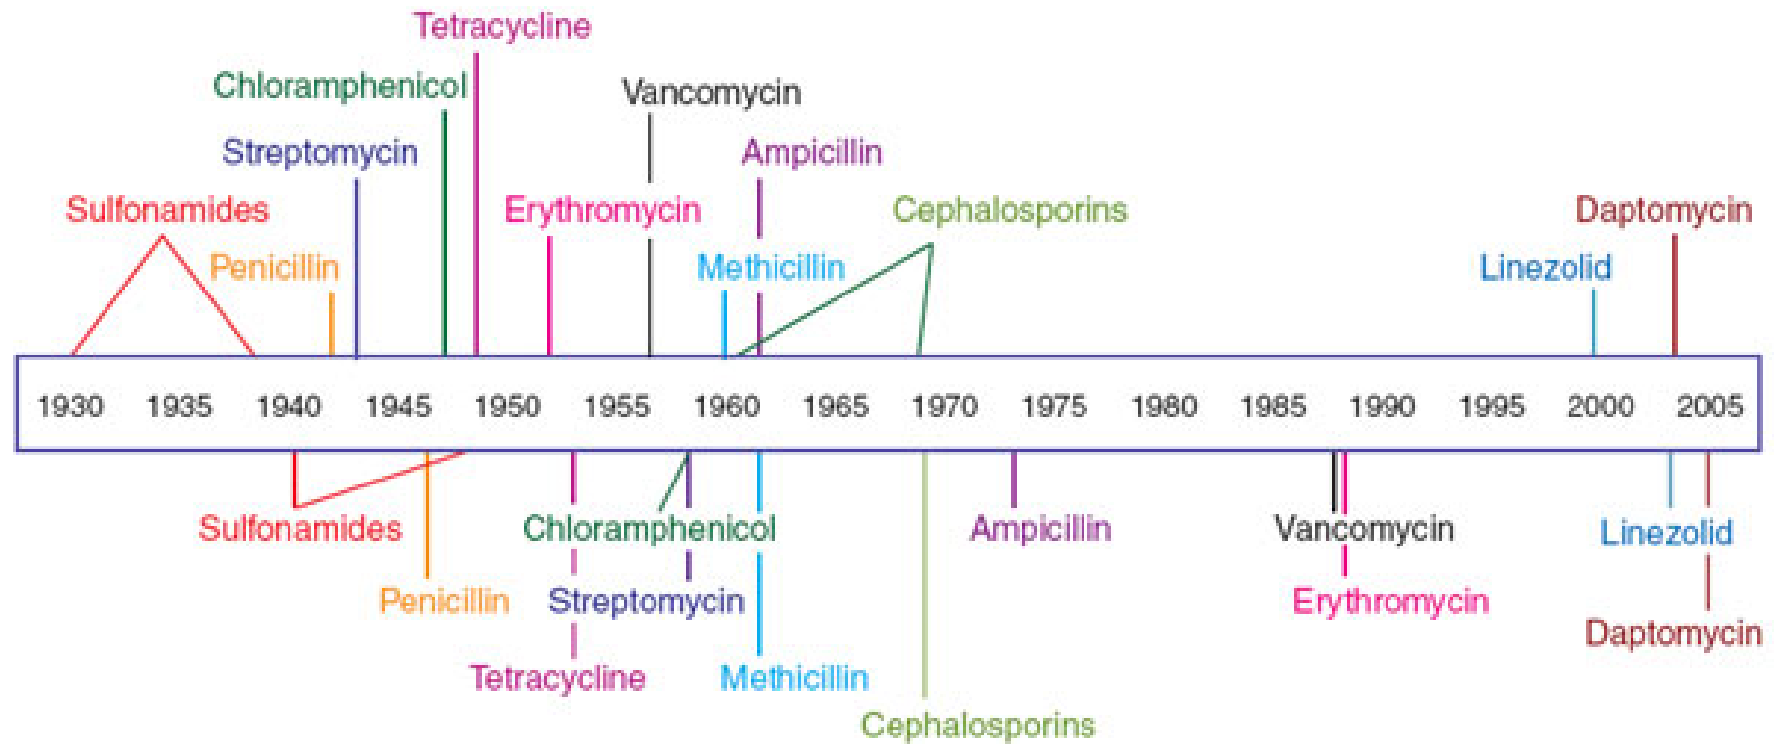 Tetracycline
Chloramphenicol
Vancomycin
Streptomycin
Ampicillin
Sulfonamides
Erythromycin
Cephalosporins
Daptomycin
Penicillin
Methicillin
Linezolid
1930 1935 1940 1945 1950 1955 1960 1965 1970 1975 1980 1985 1990 1995 2000 2005
Sulfonamides
Chloramphenicol
Ampicillin
Vancomycin
Linezolid
Penicillin
Streptomycin
Erythromycin
Daptomycin
Tetracycline
Methicillin
Cephalosporins